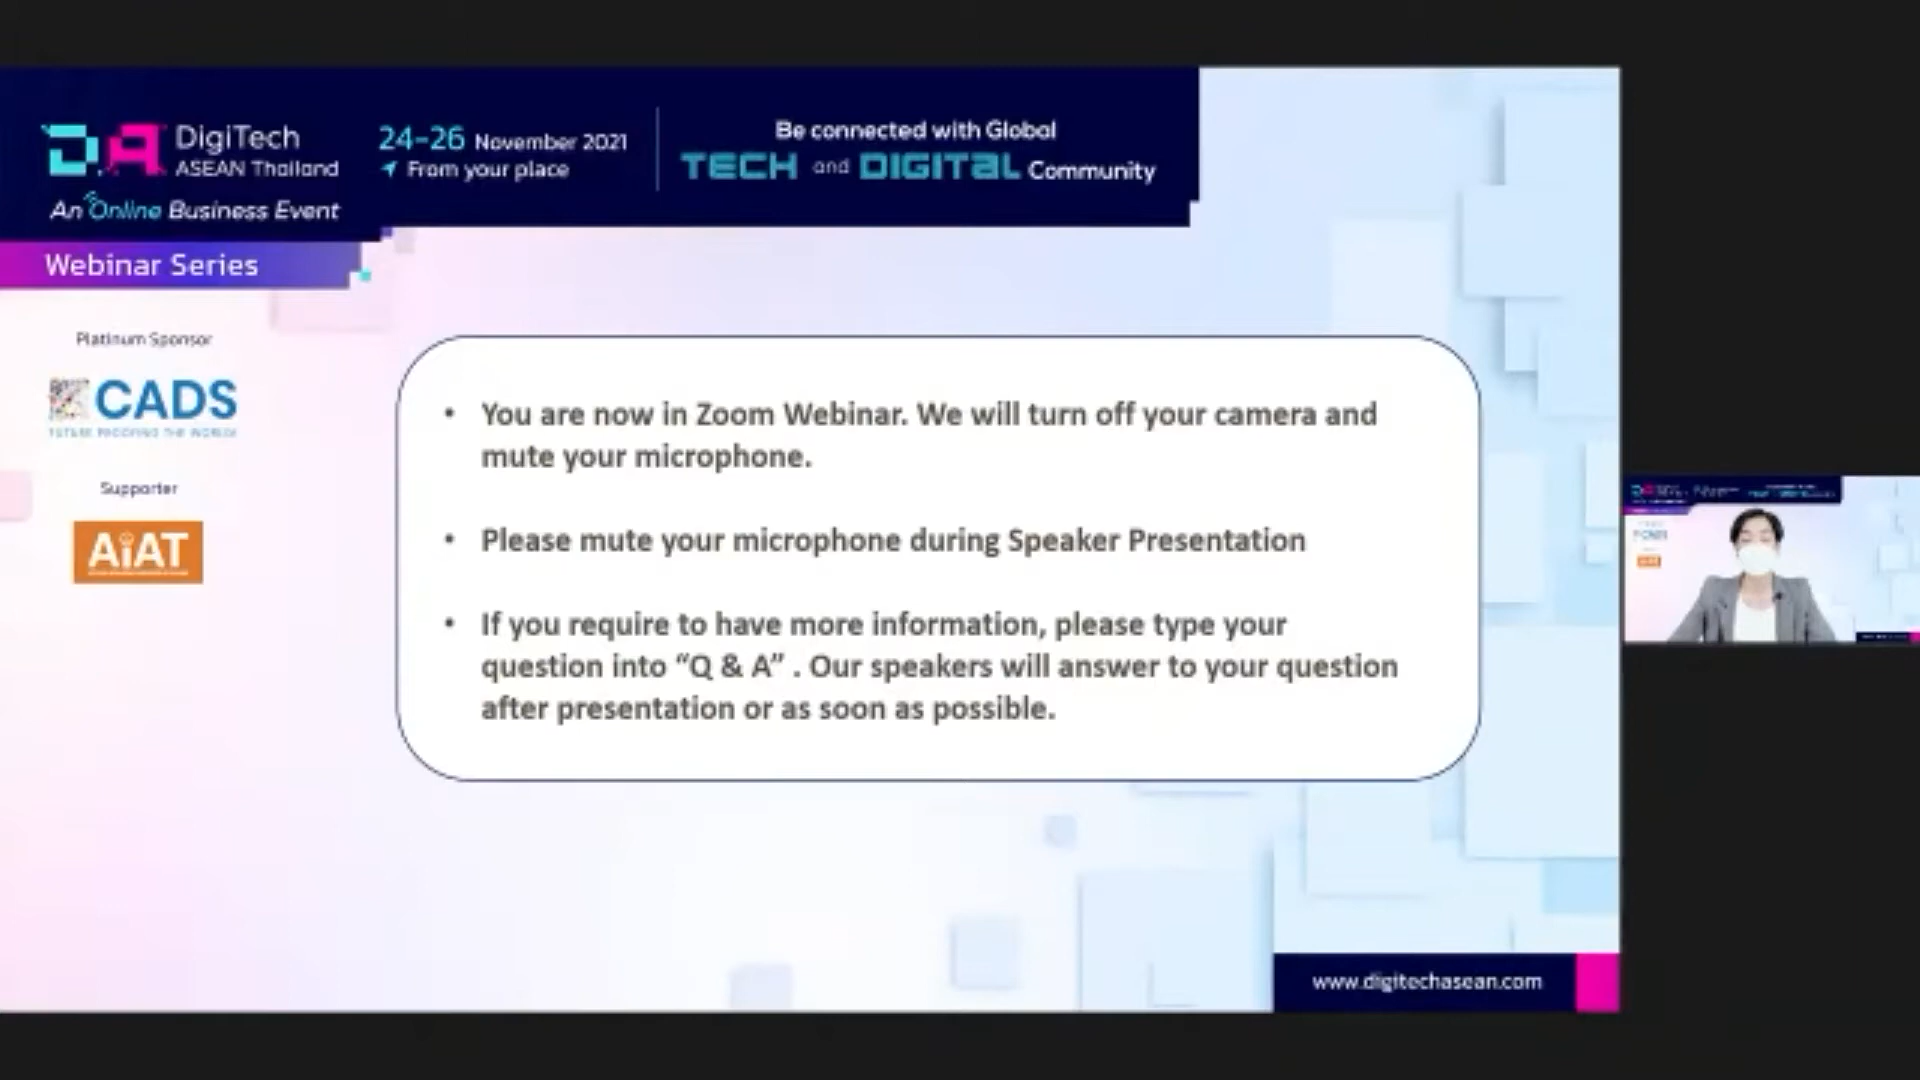 DigiTech
ASEAN Thailand
An Online Business Event
24-26 November 2021
From your place
Be connected with Global
TECH and DIGITAL Community
Webinar Series
Platinum Sponsor
CADS
FUTURE PROOFING THE WORLD
Supporter
AiAT
• You are now in Zoom Webinar. We will turn off your camera and
mute your microphone.
• Please mute your microphone during Speaker Presentation
• If you require to have more information, please type your
question into “Q & A” . Our speakers will answer to your question
after presentation or as soon as possible.
www.digitechasean.com